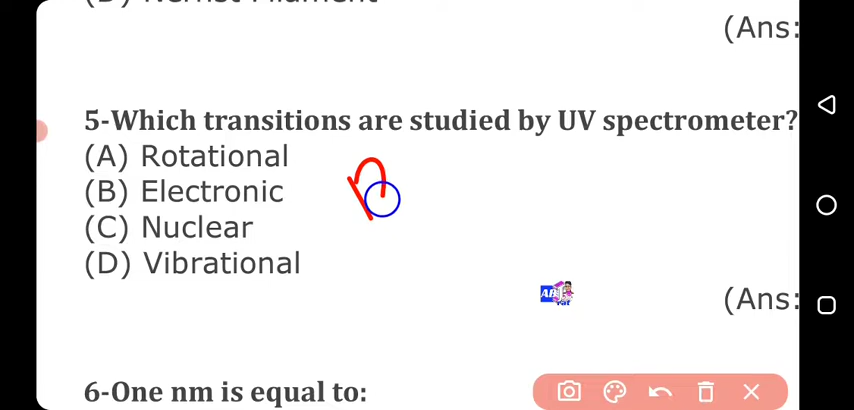 (Ans:
5-Which transitions are studied by UV spectrometer?
(A) Rotational
(B) Electronic
(C) Nuclear
(D) Vibrational
(Ans:
6-One nm is equal to: